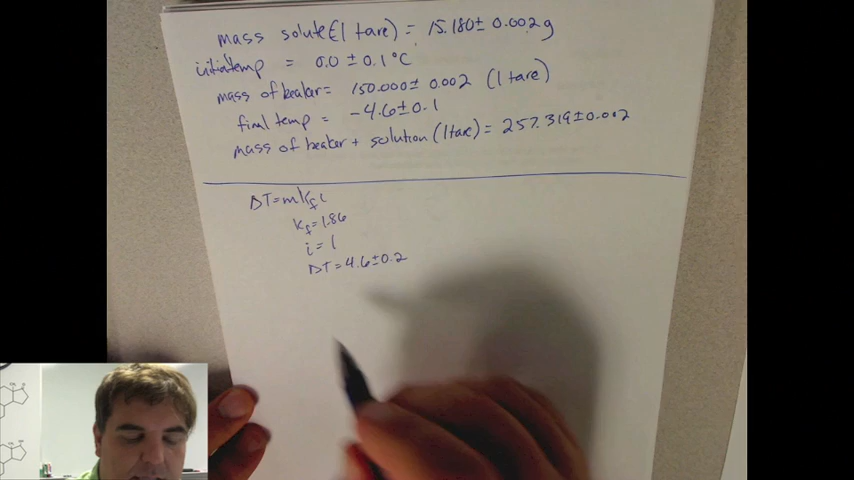 mass solute (1 tare) = 15.180 ± 0.002g
initial temp = 0.0 ± 0.1 °C
mass of beaker = 150.000 ± 0.002 (1 tare)
final temp = -4.6 ± 0.1
mass of beaker + solution (1 tare) = 257.319 ± 0.002
ΔT = mkfi
kf = 1.86
i = 1
ΔT = 4.6 ± 0.2